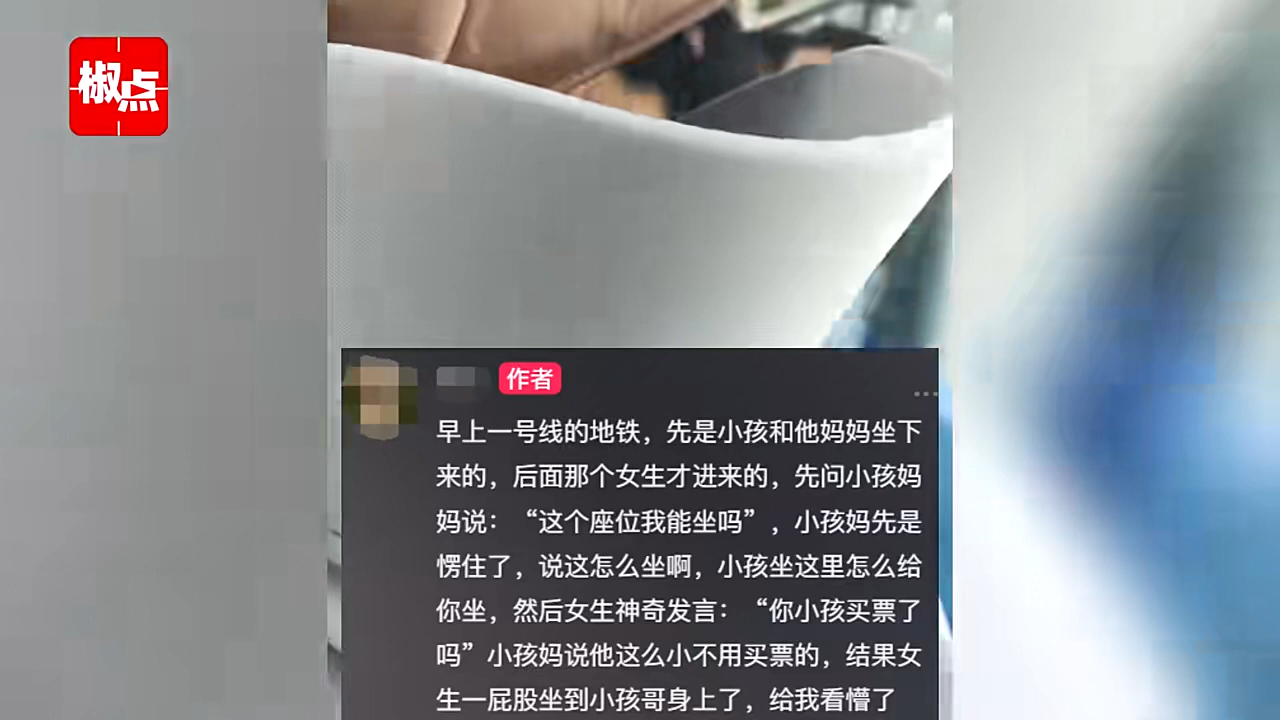 椒点
作者
早上一号线的地铁，先是小孩和他妈妈坐下
来的，后面那个女生才进来的，先问小孩妈
妈说：“这个座位我能坐吗”，小孩妈先是
愣住了，说这怎么坐啊，小孩坐这里怎么给
你坐，然后女生神奇发言：“你小孩买票了
吗”小孩妈说他这么小不用买票的，结果女
生一屁股坐到小孩哥身上了，给我看懵了